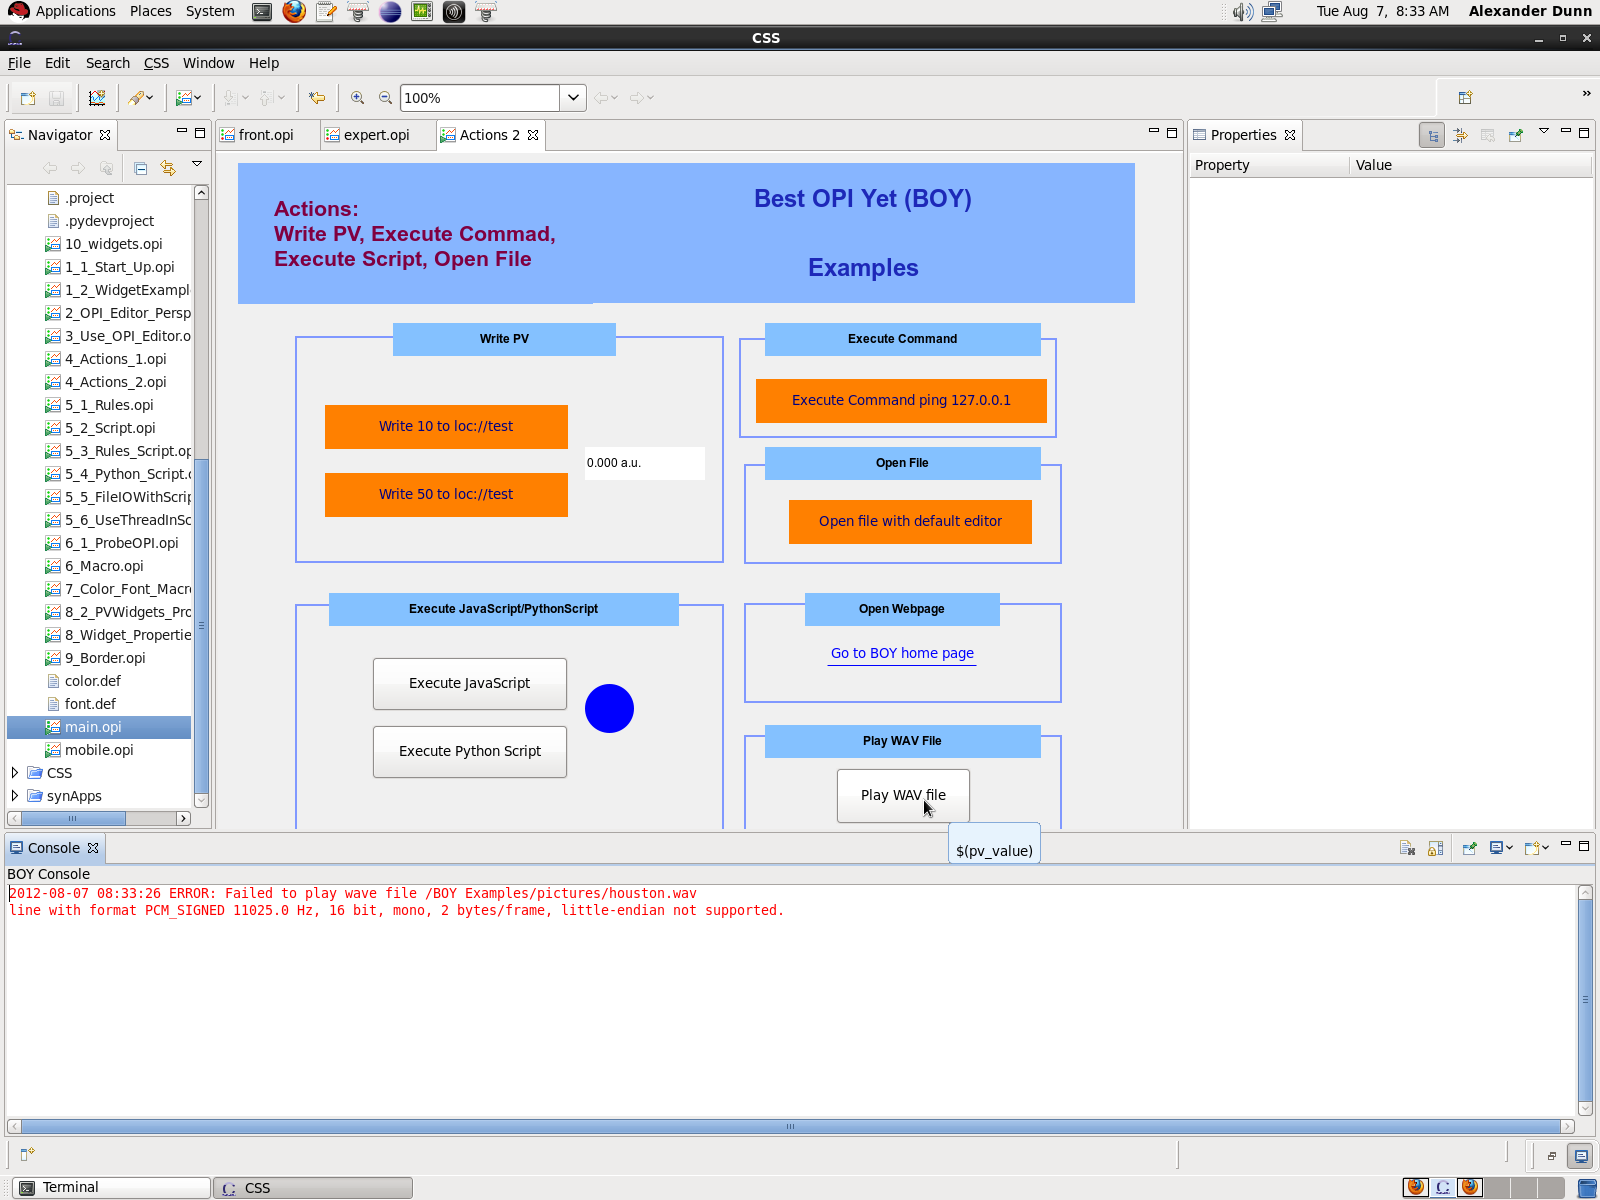 Applications Places System
Tue Aug 7, 8:33 AM Alexander Dunn
CSS
File Edit Search CSS Window Help
100%
Navigator
front.opi
expert.opi
Actions 2
Properties
Property Value
.project
.pydevproject
10_widgets.opi
1_1_Start_Up.opi
1_2_WidgetExampl
2_OPI_Editor_Persp
3_Use_OPI_Editor.o
4_Actions_1.opi
4_Actions_2.opi
5_1_Rules.opi
5_2_Script.opi
5_3_Rules_Script.op
5_4_Python_Script.o
5_5_FileIOWithScrip
5_6_UseThreadInSc
6_1_ProbeOPI.opi
6_Macro.opi
7_Color_Font_Macr
8_2_PVWidgets_Pro
8_Widget_Propertie
9_Border.opi
color.def
font.def
main.opi
mobile.opi
CSS
synApps
Actions:
Write PV, Execute Commad,
Execute Script, Open File
Best OPI Yet (BOY)
Examples
Write PV
Write 10 to loc://test
Write 50 to loc://test
0.000 a.u.
Execute Command
Execute Command ping 127.0.0.1
Open File
Open file with default editor
Execute JavaScript/PythonScript
Execute JavaScript
Execute Python Script
Open Webpage
Go to BOY home page
Play WAV File
Play WAV file
$(pv_value)
Console
BOY Console
2012-08-07 08:33:26 ERROR: Failed to play wave file /BOY Examples/pictures/houston.wav
line with format PCM_SIGNED 11025.0 Hz, 16 bit, mono, 2 bytes/frame, little-endian not supported.
Terminal
CSS